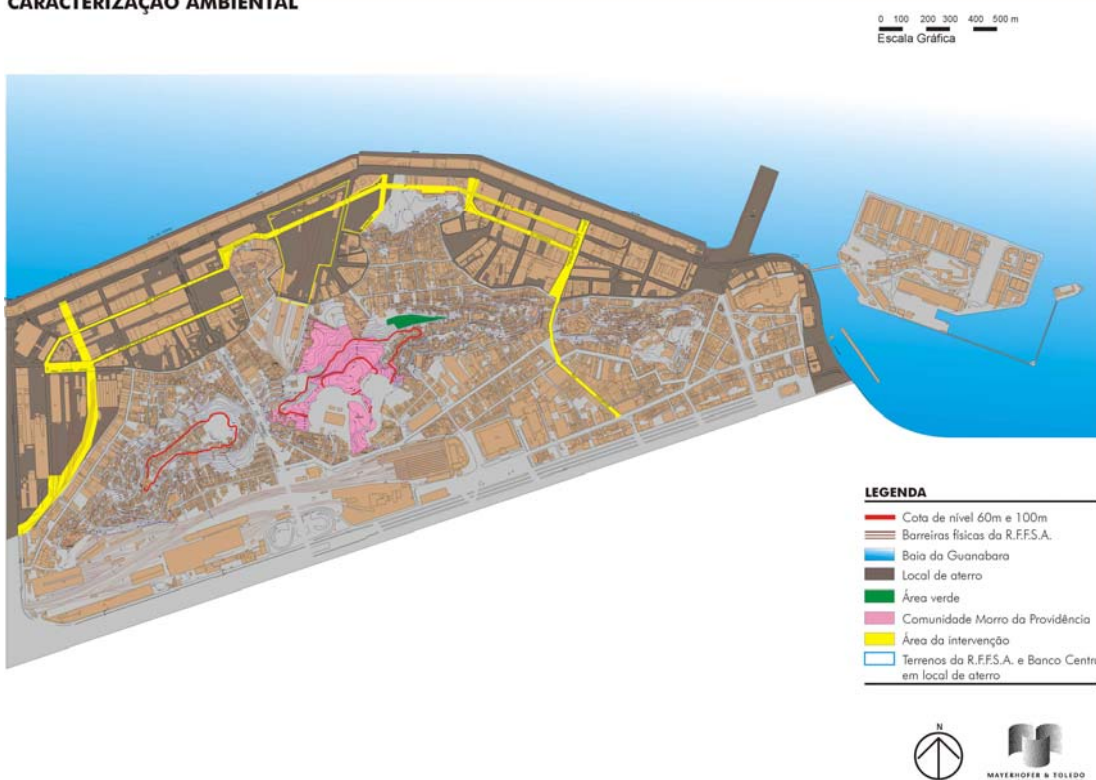 CARACTERIZAÇÃO AMBIENTAL
0 100 200 300 400 500 m
Escala Gráfica
LEGENDA
Cota de nível 60m e 100m
Barreiras físicas da R.F.F.S.A.
Baia da Guanabara
Local de aterro
Área verde
Comunidade Morro da Providência
Área da intervenção
Terrenos da R.F.F.S.A. e Banco Centr
em local de aterro
N
MAYERHOFER & TOLEDO